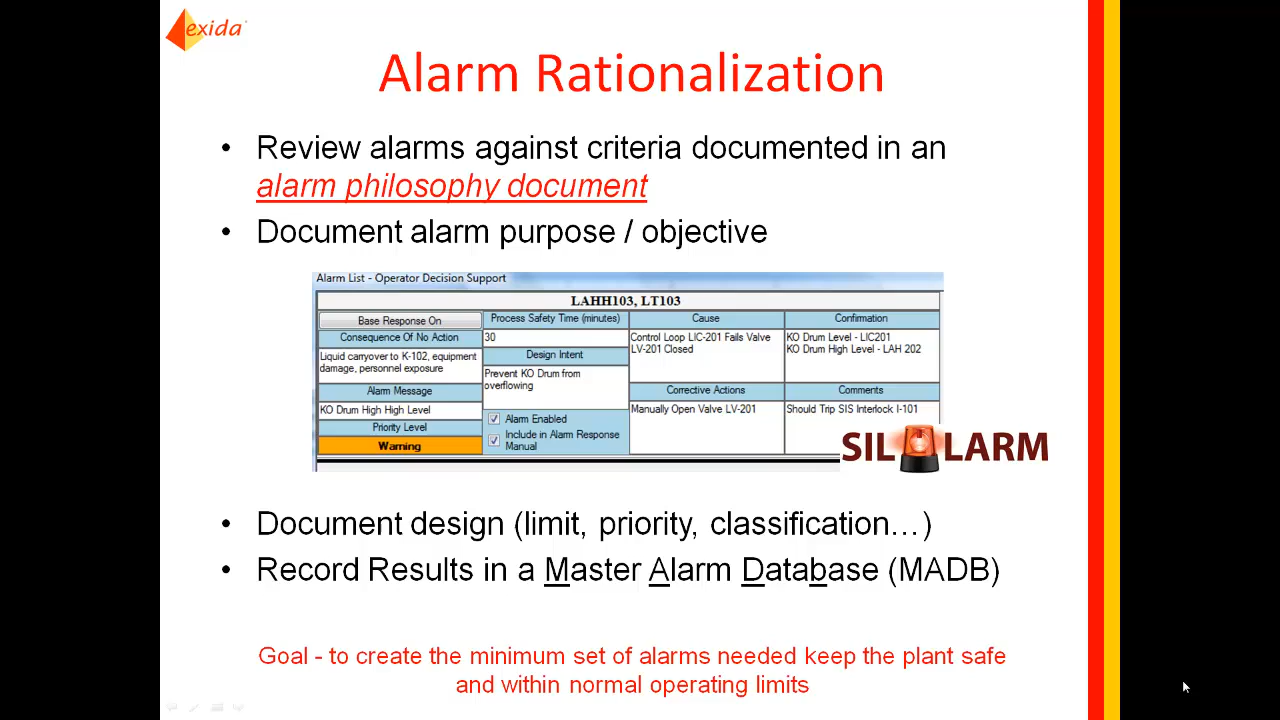 exida
Alarm Rationalization
• Review alarms against criteria documented in an
alarm philosophy document
• Document alarm purpose / objective
Alarm List - Operator Decision Support
LAHH103, LT103
Base Response On
Process Safety Time (minutes)
Cause
Confirmation
Consequence Of No Action
30
Control Loop LIC-201 Fails Valve
LV-201 Closed
KO Drum Level - LIC201
KO Drum High Level - LAH 202
Liquid carryover to K-102, equipment
damage, personnel exposure
Design Intent
Prevent KO Drum from
overflowing
Alarm Message
Corrective Actions
Comments
KO Drum High High Level
Manually Open Valve LV-201
Should Trip SIS Interlock I-101
Priority Level
Alarm Enabled
Warning
Include in Alarm Response
Manual
SIL LARM
• Document design (limit, priority, classification…)
• Record Results in a Master Alarm Database (MADB)
Goal - to create the minimum set of alarms needed keep the plant safe
and within normal operating limits